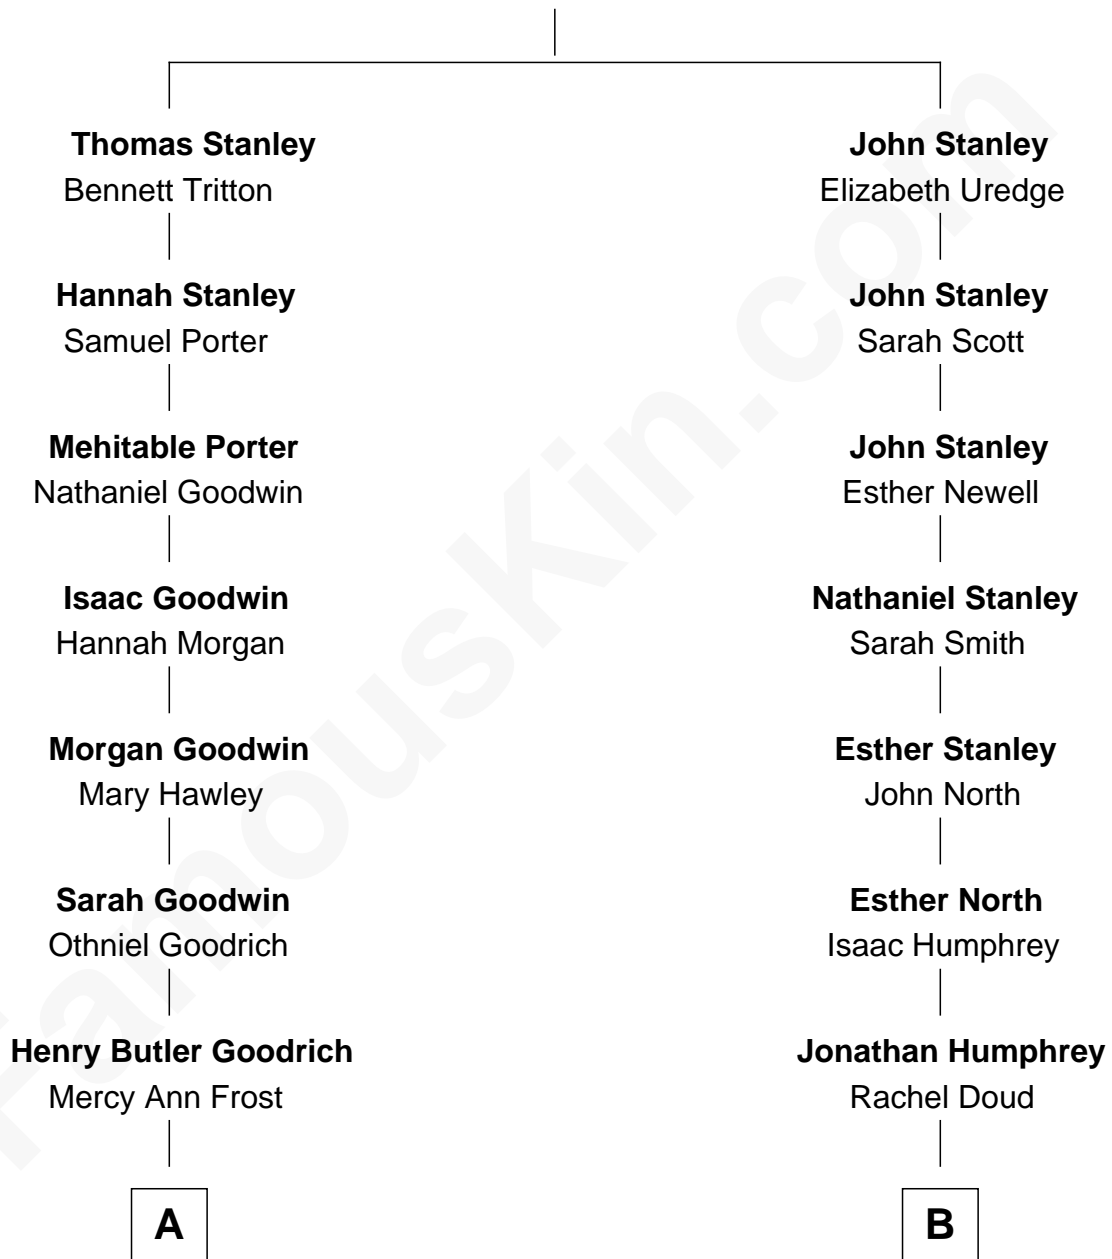 Thomas Stanley
Bennett Tritton
Hannah Stanley
Samuel Porter
Mehitable Porter
Nathaniel Goodwin
Isaac Goodwin
Hannah Morgan
Morgan Goodwin
Mary Hawley
Sarah Goodwin
Othniel Goodrich
Henry Butler Goodrich
Mercy Ann Frost
A
John Stanley
Elizabeth Uredge
John Stanley
Sarah Scott
John Stanley
Esther Newell
Nathaniel Stanley
Sarah Smith
Esther Stanley
John North
Esther North
Isaac Humphrey
Jonathan Humphrey
Rachel Doud
B
FamousKin.com